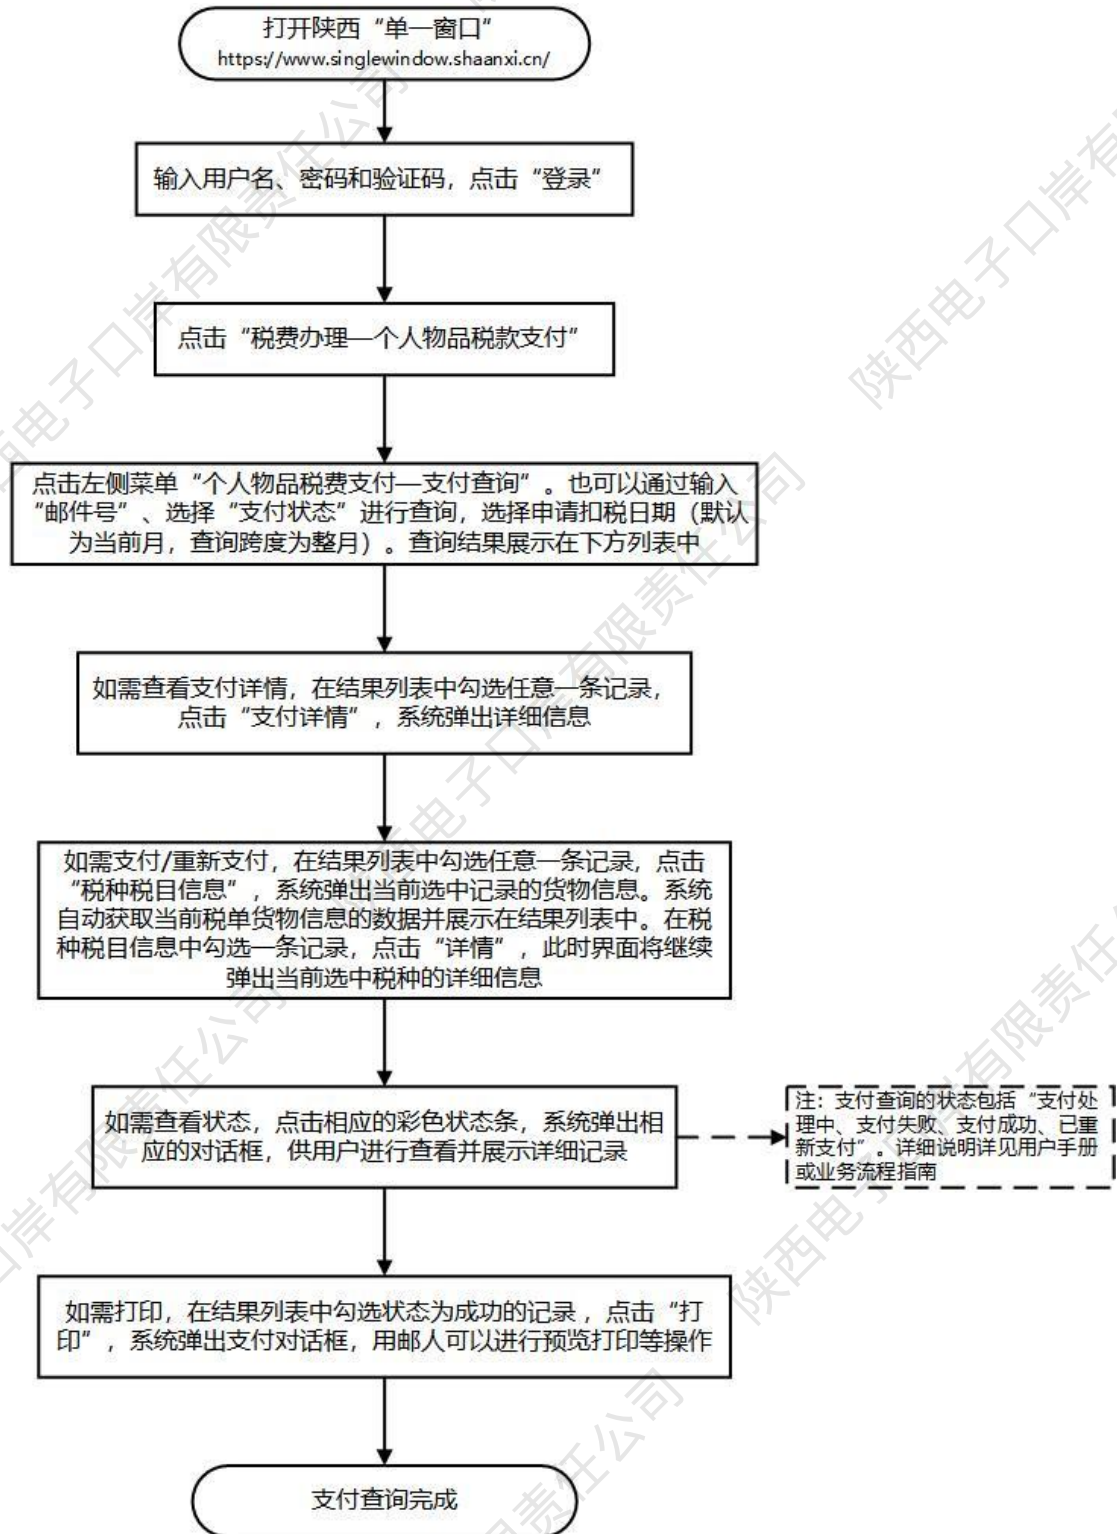 打开陕西“单一窗口”
https://www.singlewindow.shaanxi.cn/
输入用户名、密码和验证码，点击“登录”
点击“税费办理—个人物品税款支付”
点击左侧菜单“个人物品税费支付—支付查询”。也可以通过输入
“邮件号”、选择“支付状态”进行查询，选择申请扣税日期（默认
为当前月，查询跨度为整月）。查询结果展示在下方列表中
如需查看支付详情，在结果列表中勾选任意一条记录，
点击“支付详情”，系统弹出详细信息
如需支付/重新支付，在结果列表中勾选任意一条记录，点击
“税种税目信息”，系统弹出当前选中记录的货物信息。系统
自动获取当前税单货物信息的数据并展示在结果列表中。在税
种税目信息中勾选一条记录，点击“详情”，此时界面将继续
弹出当前选中税种的详细信息
如需查看状态，点击相应的彩色状态条，系统弹出相
应的对话框，供用户进行查看并展示详细记录
注：支付查询的状态包括“支付处
理中、支付失败、支付成功、已重
新支付”。详细说明详见用户手册
或业务流程指南
如需打印，在结果列表中勾选状态为成功的记录，点击“打
印”，系统弹出支付对话框，用邮人可以进行预览打印等操作
支付查询完成
陕西电子口岸有限责任公司